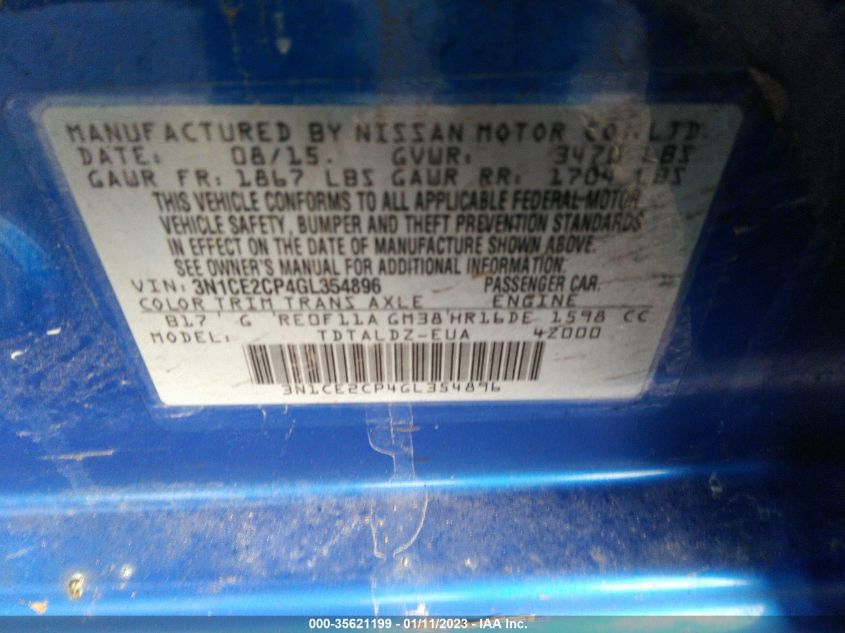 MANUFACTURED BY NISSAN MOTOR CO., LTD.
DATE: 08/15. GVWR: 3470 LBS
GAWR FR: 1867 LBS GAWR RR: 1704 LBS
THIS VEHICLE CONFORMS TO ALL APPLICABLE FEDERAL MOTOR
VEHICLE SAFETY, BUMPER AND THEFT PREVENTION STANDARDS
IN EFFECT ON THE DATE OF MANUFACTURE SHOWN ABOVE.
SEE OWNER'S MANUAL FOR ADDITIONAL INFORMATION.
VIN: 3N1CE2CP4GL354896 PASSENGER CAR.
COLOR TRIM TRANS AXLE ENGINE
B17 G RE0F11A GM38 HR16DE 1598 CC
MODEL: TDTALDZ-EUA 4Z000
3N1CE2CP4GL354896
000-35621199 - 01/11/2023 - IAA Inc.